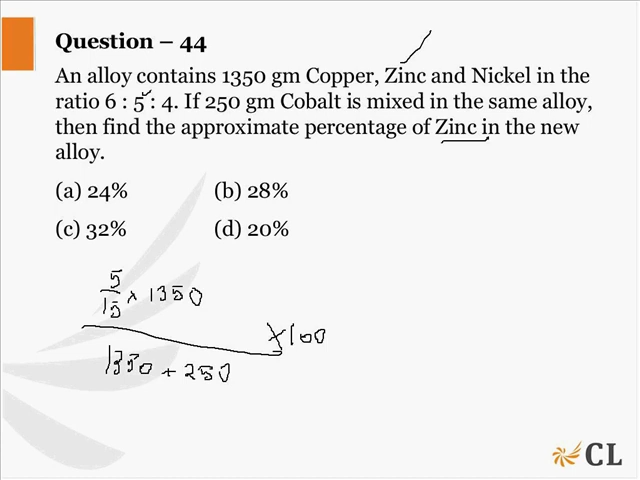 Question – 44
An alloy contains 1350 gm Copper, Zinc and Nickel in the
ratio 6 : 5 : 4. If 250 gm Cobalt is mixed in the same alloy,
then find the approximate percentage of Zinc in the new
alloy.
(a) 24% (b) 28%
(c) 32% (d) 20%
5
15 × 1350
×100
1350 + 250
CL